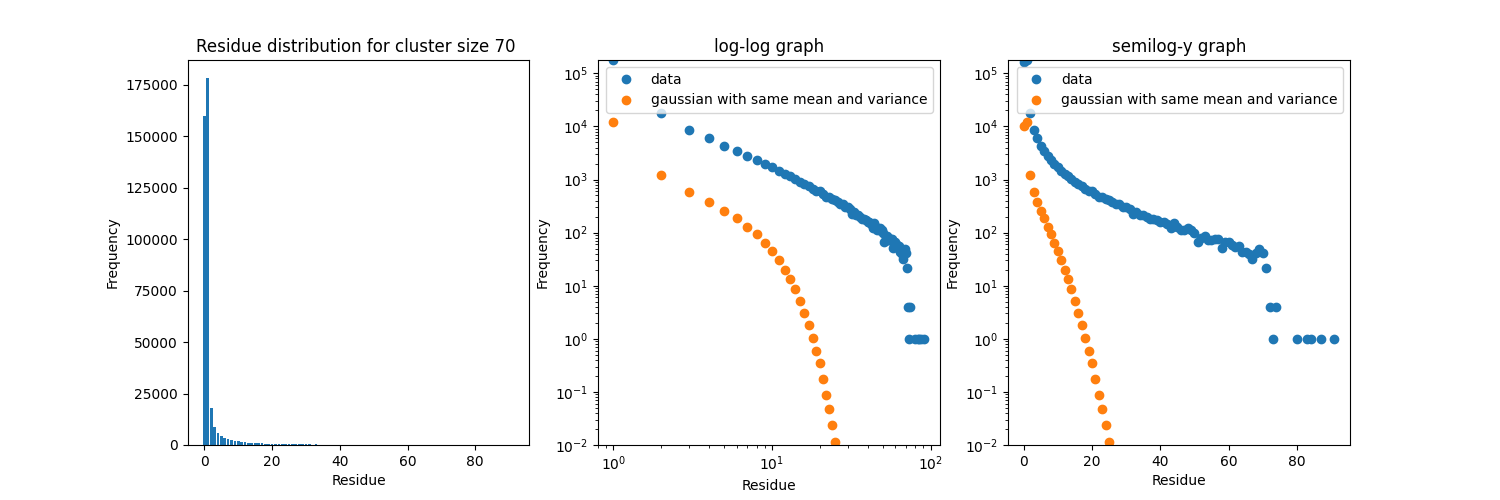 Residue distribution for cluster size 70
175000
150000
125000
100000
75000
50000
25000
0
Frequency
0 20 40 60 80
Residue
log-log graph
data
gaussian with same mean and variance
10^5
10^4
10^3
10^2
10^1
10^0
10^-1
10^-2
Frequency
10^0 10^1 10^2
Residue
semilog-y graph
data
gaussian with same mean and variance
10^5
10^4
10^3
10^2
10^1
10^0
10^-1
10^-2
Frequency
0 20 40 60 80
Residue